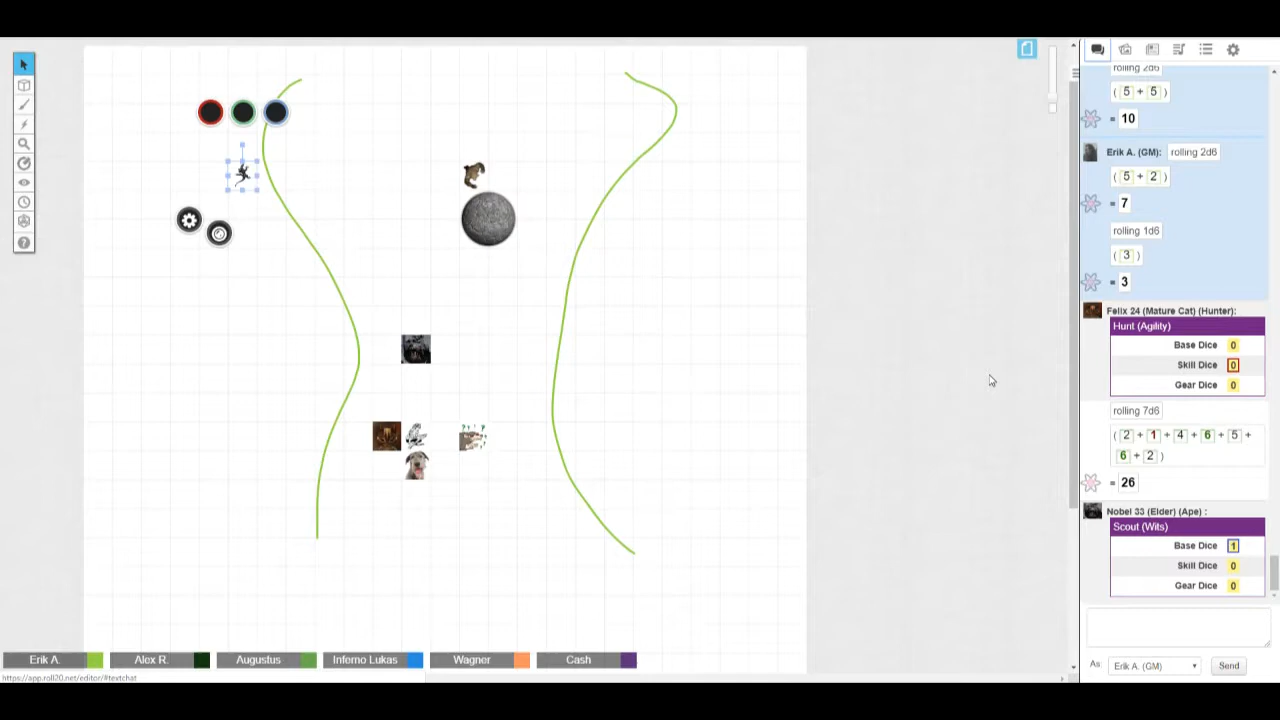 rolling 2d6
( 5 + 5 )
= 10
Erik A. (GM): rolling 2d6
( 5 + 2 )
= 7
rolling 1d6
( 3 )
= 3
Felix 24 (Mature Cat) (Hunter):
Hunt (Agility)
Base Dice 0
Skill Dice 0
Gear Dice 0
rolling 7d6
( 2 + 1 + 4 + 6 + 5 +
6 + 2 )
= 26
Nobel 33 (Elder) (Ape) :
Scout (Wits)
Base Dice 1
Skill Dice 0
Gear Dice 0
As: Erik A. (GM) Send
Erik A. Alex R. Augustus Inferno Lukas Wagner Cash
https://app.roll20.net/editor/#textchat